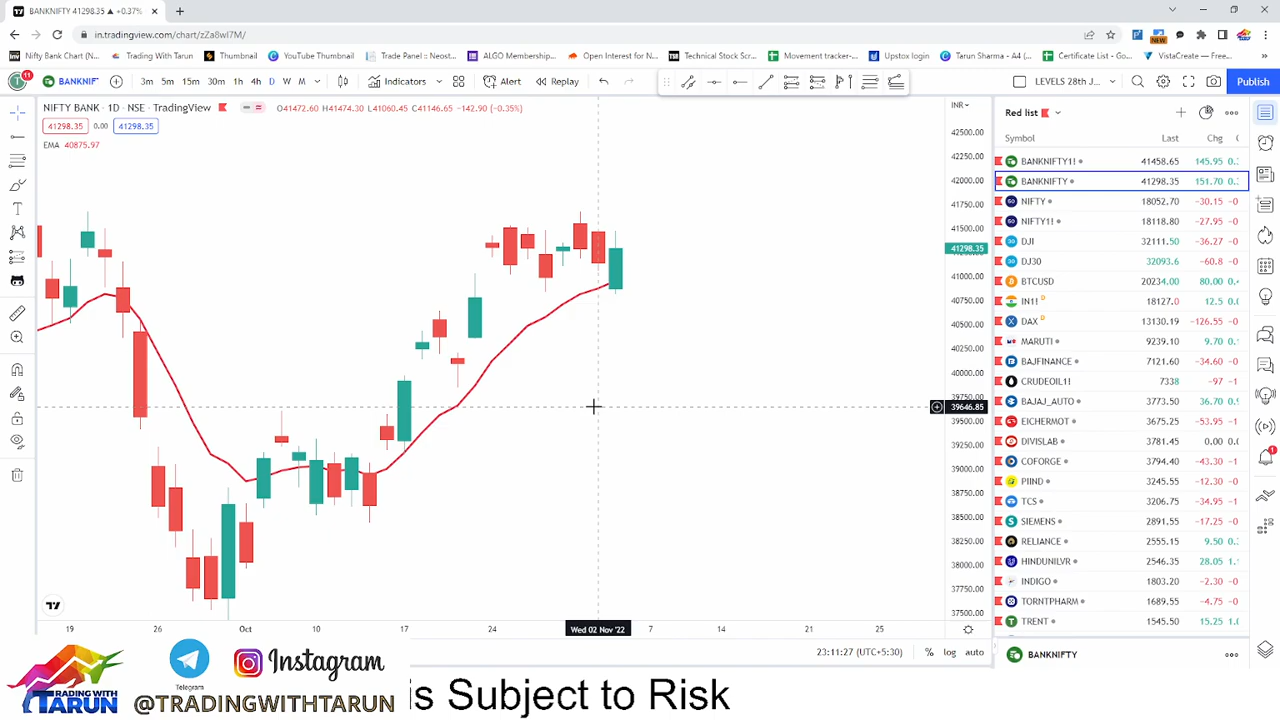 BANKNIFTY 41298.35 ▲ +0.37%
in.tradingview.com/chart/zZa8wI7M/
NEW
Nifty Bank Chart (N...
Trading With Tarun
Thumbnail
YouTube Thumbnail
Trade Panel :: Neost...
ALGO Membership...
Open Interest for N...
Technical Stock Scr...
Movement tracker-...
Upstox login
Tarun Sharma - A4 (...
Certificate List - Go...
VistaCreate — Free...
11
BANKNIF
3m 5m 15m 30m 1h 4h D W M
Indicators
Alert
Replay
LEVELS 28TH J...
Publish
NIFTY BANK · 1D · NSE · TradingView
O41472.60 H41474.30 L41060.45 C41146.65 -142.90 (-0.35%)
41298.35 0.00 41298.35
EMA 40875.97
INR
42500.00
42250.00
42000.00
41750.00
41500.00
41298.35
41000.00
40750.00
40500.00
40250.00
40000.00
39750.00
39646.85
39500.00
39250.00
39000.00
38750.00
38500.00
38250.00
38000.00
37750.00
37500.00
19 26 Oct 10 17 24 Wed 02 Nov '22 7 14 21 25
23:11:27 (UTC+5:30) % log auto
Red list
Symbol Last Chg
BANKNIFTY1! 41458.65 145.95
BANKNIFTY 41298.35 151.70
NIFTY 18052.70 -30.15
NIFTY1! 18118.80 -27.95
DJI 32111.50 -36.27
DJ30 32093.6 -60.8
BTCUSD 20234.00 80.00
IN1! D 18127.0 12.5
DAX D 13130.19 -126.55
MARUTI 9239.10 9.70
BAJFINANCE 7121.60 -34.60
CRUDEOIL1! 7338 -97
BAJAJ_AUTO 3773.50 36.70
EICHERMOT 3675.25 -53.95
DIVISLAB 3781.45 0.00
COFORGE 3794.40 -43.30
PIIND 3245.55 -12.30
TCS 3206.75 -34.95
SIEMENS 2891.55 -17.25
RELIANCE 2555.15 9.50
HINDUNILVR 2546.35 28.05
INDIGO 1803.20 -2.30
TORNTPHARM 1689.55 -4.75
TRENT 1545.50 15.25
BANKNIFTY
TRADING WITH
TARUN
Telegram
Instagram
@TRADINGWITHTARUN
is Subject to Risk